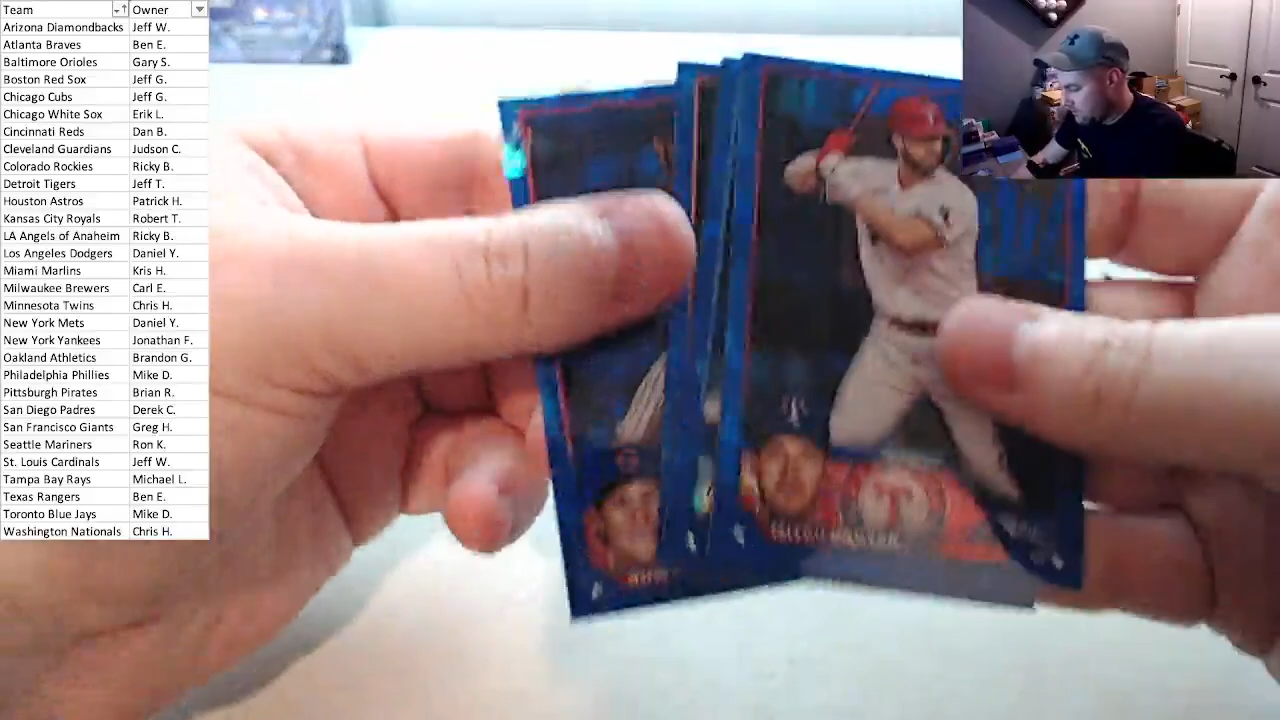 Team Owner
Arizona Diamondbacks Jeff W.
Atlanta Braves Ben E.
Baltimore Orioles Gary S.
Boston Red Sox Jeff G.
Chicago Cubs Jeff G.
Chicago White Sox Erik L.
Cincinnati Reds Dan B.
Cleveland Guardians Judson C.
Colorado Rockies Ricky B.
Detroit Tigers Jeff T.
Houston Astros Patrick H.
Kansas City Royals Robert T.
LA Angels of Anaheim Ricky B.
Los Angeles Dodgers Daniel Y.
Miami Marlins Kris H.
Milwaukee Brewers Carl E.
Minnesota Twins Chris H.
New York Mets Daniel Y.
New York Yankees Jonathan F.
Oakland Athletics Brandon G.
Philadelphia Phillies Mike D.
Pittsburgh Pirates Brian R.
San Diego Padres Derek C.
San Francisco Giants Greg H.
Seattle Mariners Ron K.
St. Louis Cardinals Jeff W.
Tampa Bay Rays Michael L.
Texas Rangers Ben E.
Toronto Blue Jays Mike D.
Washington Nationals Chris H.
T